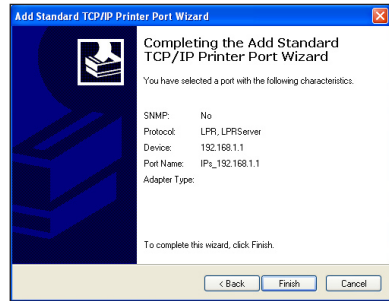 Add Standard TCP/IP Printer Port Wizard
Completing the Add Standard
TCP/IP Printer Port Wizard
You have selected a port with the following characteristics.
SNMP: No
Protocol: LPR, LPRServer
Device: 192.168.1.1
Port Name: IPs_192.168.1.1
Adapter Type:
To complete this wizard, click Finish.
< Back Finish Cancel